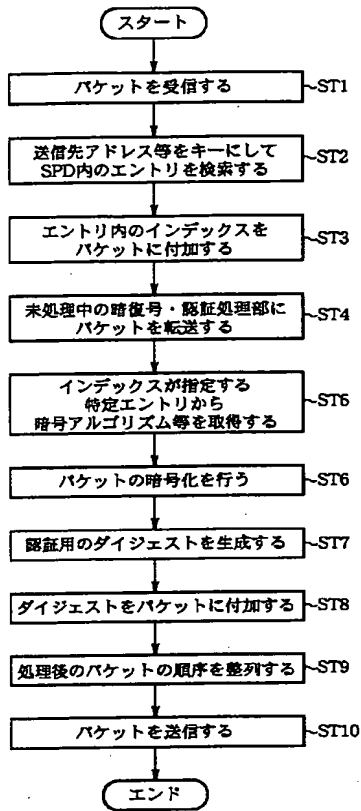 スタート
パケットを受信する
ST1
送信先アドレス等をキーにして
SPD内のエントリを検索する
ST2
エントリ内のインデックスを
パケットに付加する
ST3
未処理中の暗復号・認証処理部に
パケットを転送する
ST4
インデックスが指定する
特定エントリから
暗号アルゴリズム等を取得する
ST5
パケットの暗号化を行う
ST6
認証用のダイジェストを生成する
ST7
ダイジェストをパケットに付加する
ST8
処理後のパケットの順序を整列する
ST9
パケットを送信する
ST10
エンド